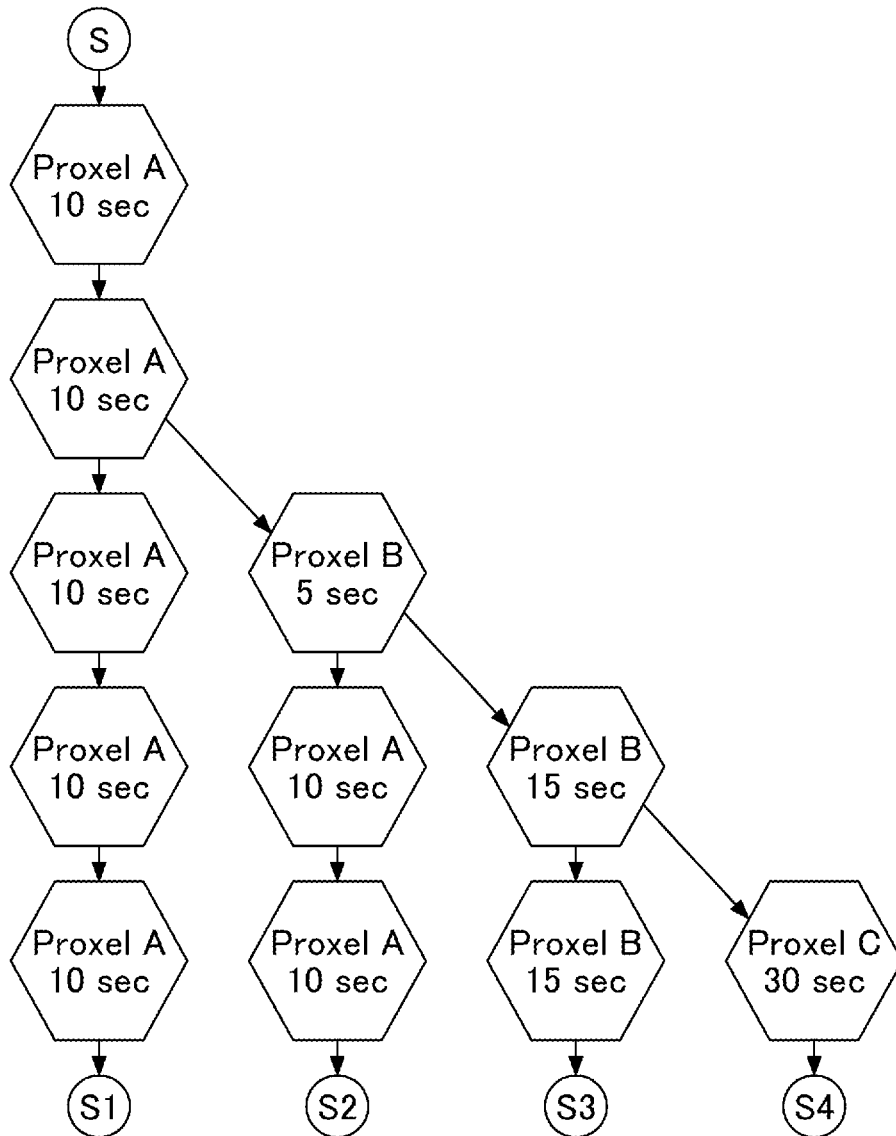 S
Proxel A
10 sec
Proxel A
10 sec
Proxel A
10 sec
Proxel B
5 sec
Proxel A
10 sec
Proxel A
10 sec
Proxel B
15 sec
Proxel A
10 sec
Proxel A
10 sec
Proxel B
15 sec
Proxel C
30 sec
S1
S2
S3
S4